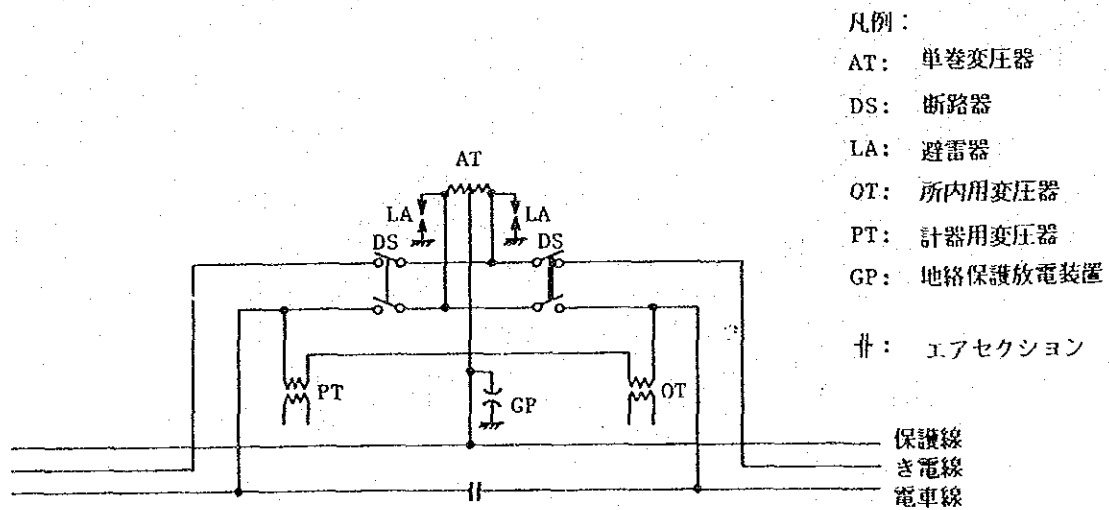 凡例：
AT： 単巻変圧器
DS： 断路器
LA： 避雷器
OT： 所内用変圧器
PT： 計器用変圧器
GP： 地絡保護放電装置
エアセクション
AT
LA
LA
DS
DS
PT
GP
OT
保護線
き電線
電車線